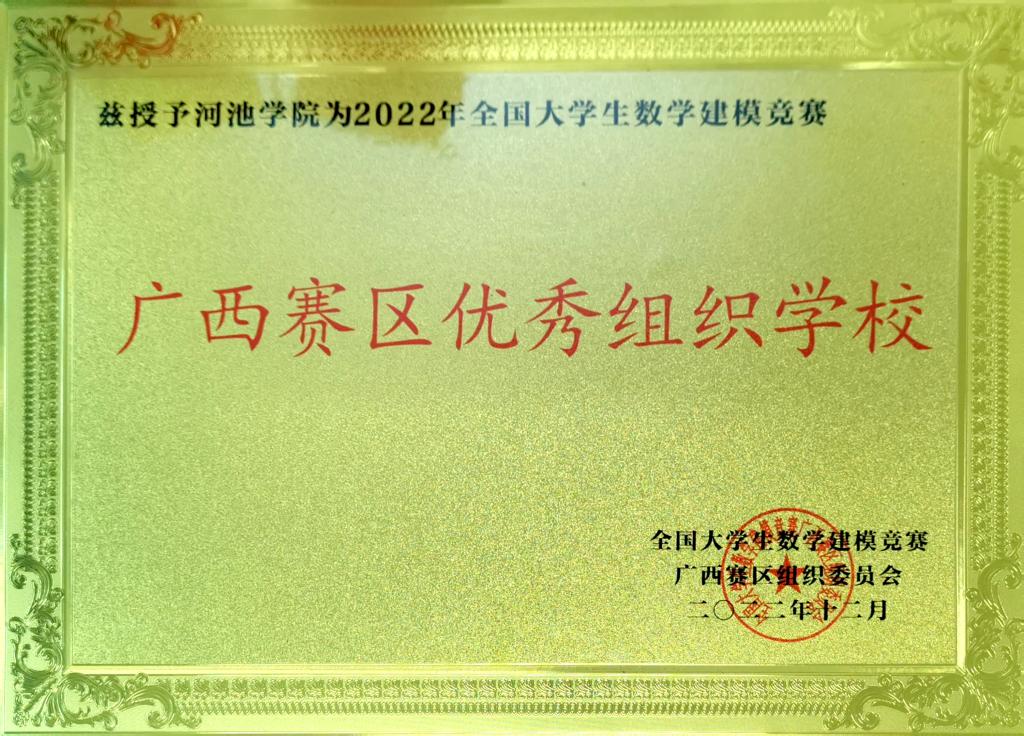 兹授予河池学院为2022年全国大学生数学建模竞赛
广西赛区优秀组织学校
全国大学生数学建模竞赛
广西赛区组织委员会
二〇二二年十二月